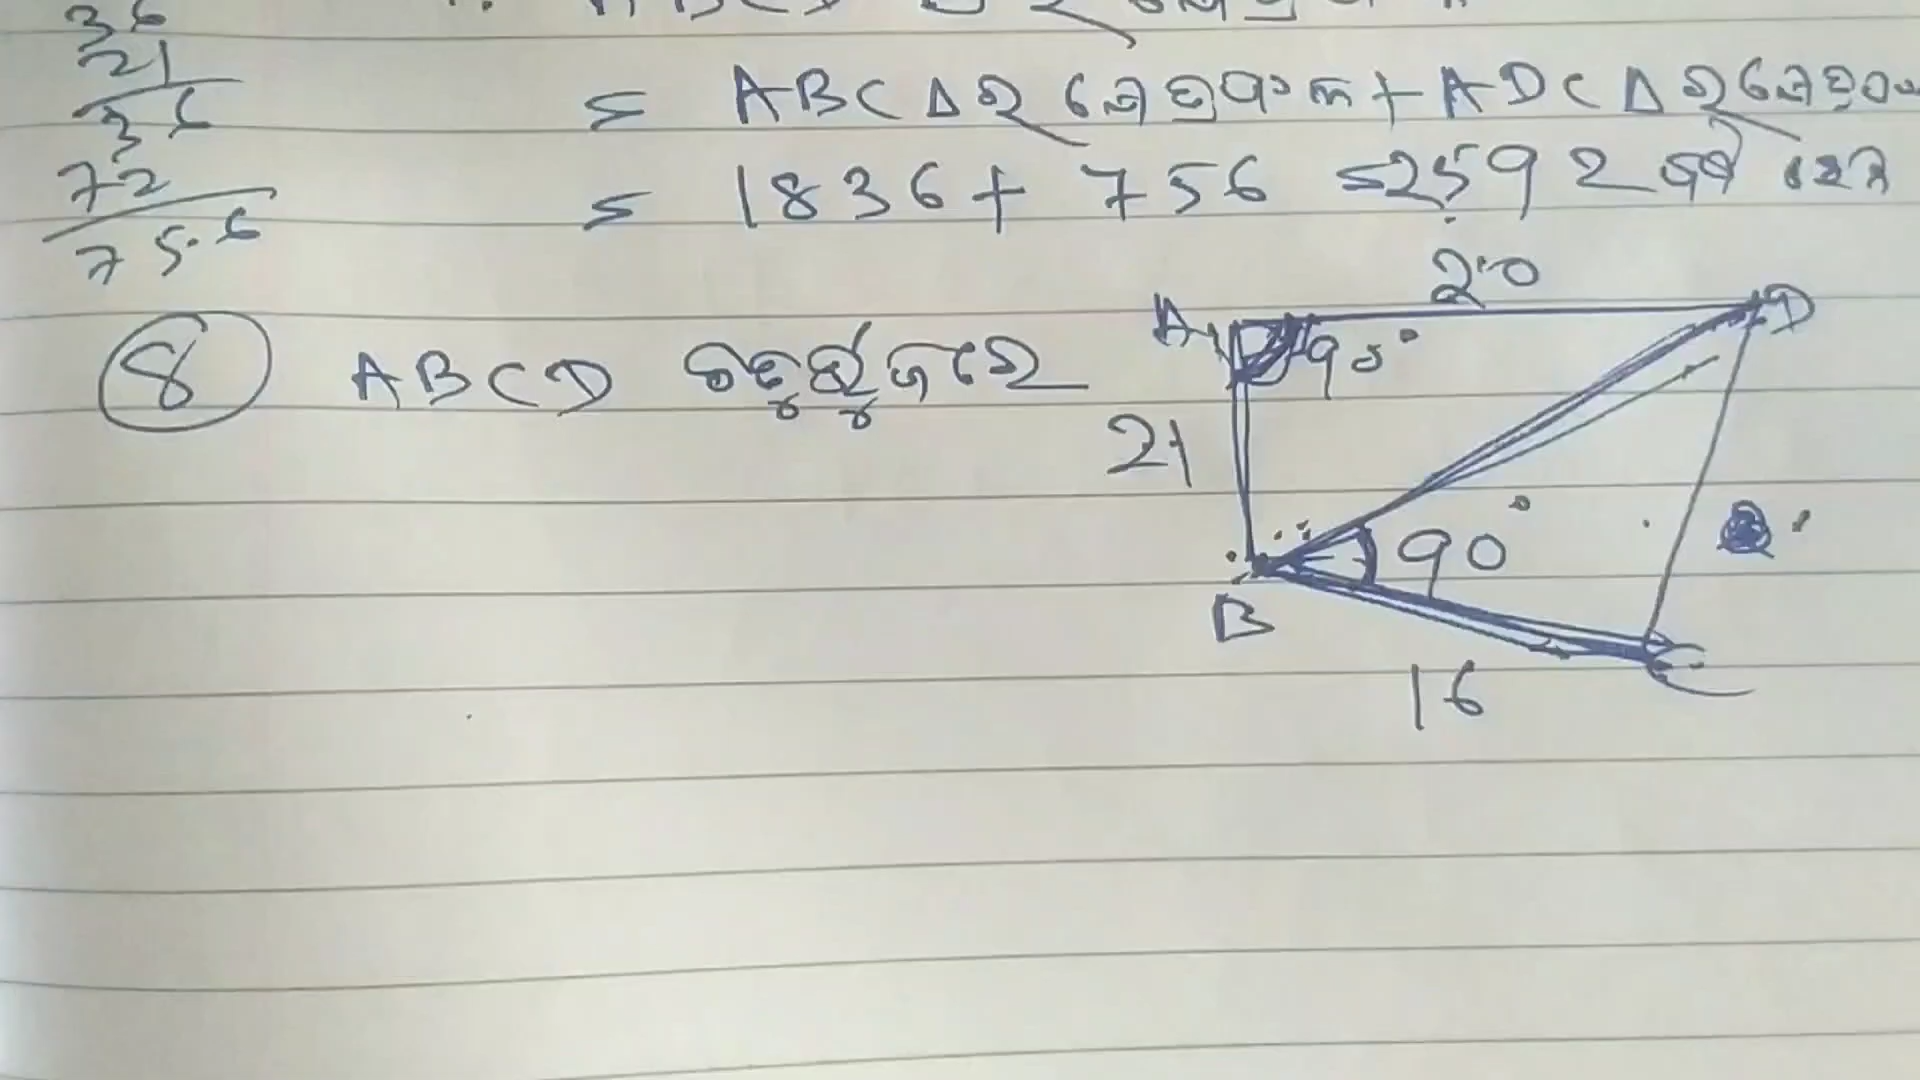 36
21
36
72
75.6
= ABC Δ ର କ୍ଷେତ୍ରଫଳ + ADC Δ ର
= 1836 + 756 = 2592 ବର୍ଗ
8 ABCD ଚତୁର୍ଭୁଜରେ
20
A 90° D
21
90°
B
C
16